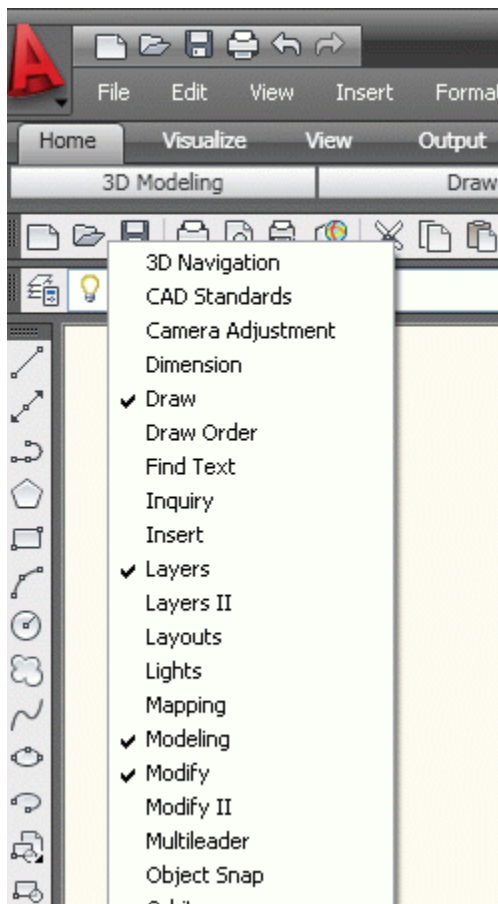 File Edit View Insert Format
Home Visualize View Output
3D Modeling Draw
3D Navigation
CAD Standards
Camera Adjustment
Dimension
Draw
Draw Order
Find Text
Inquiry
Insert
Layers
Layers II
Layouts
Lights
Mapping
Modeling
Modify
Modify II
Multileader
Object Snap